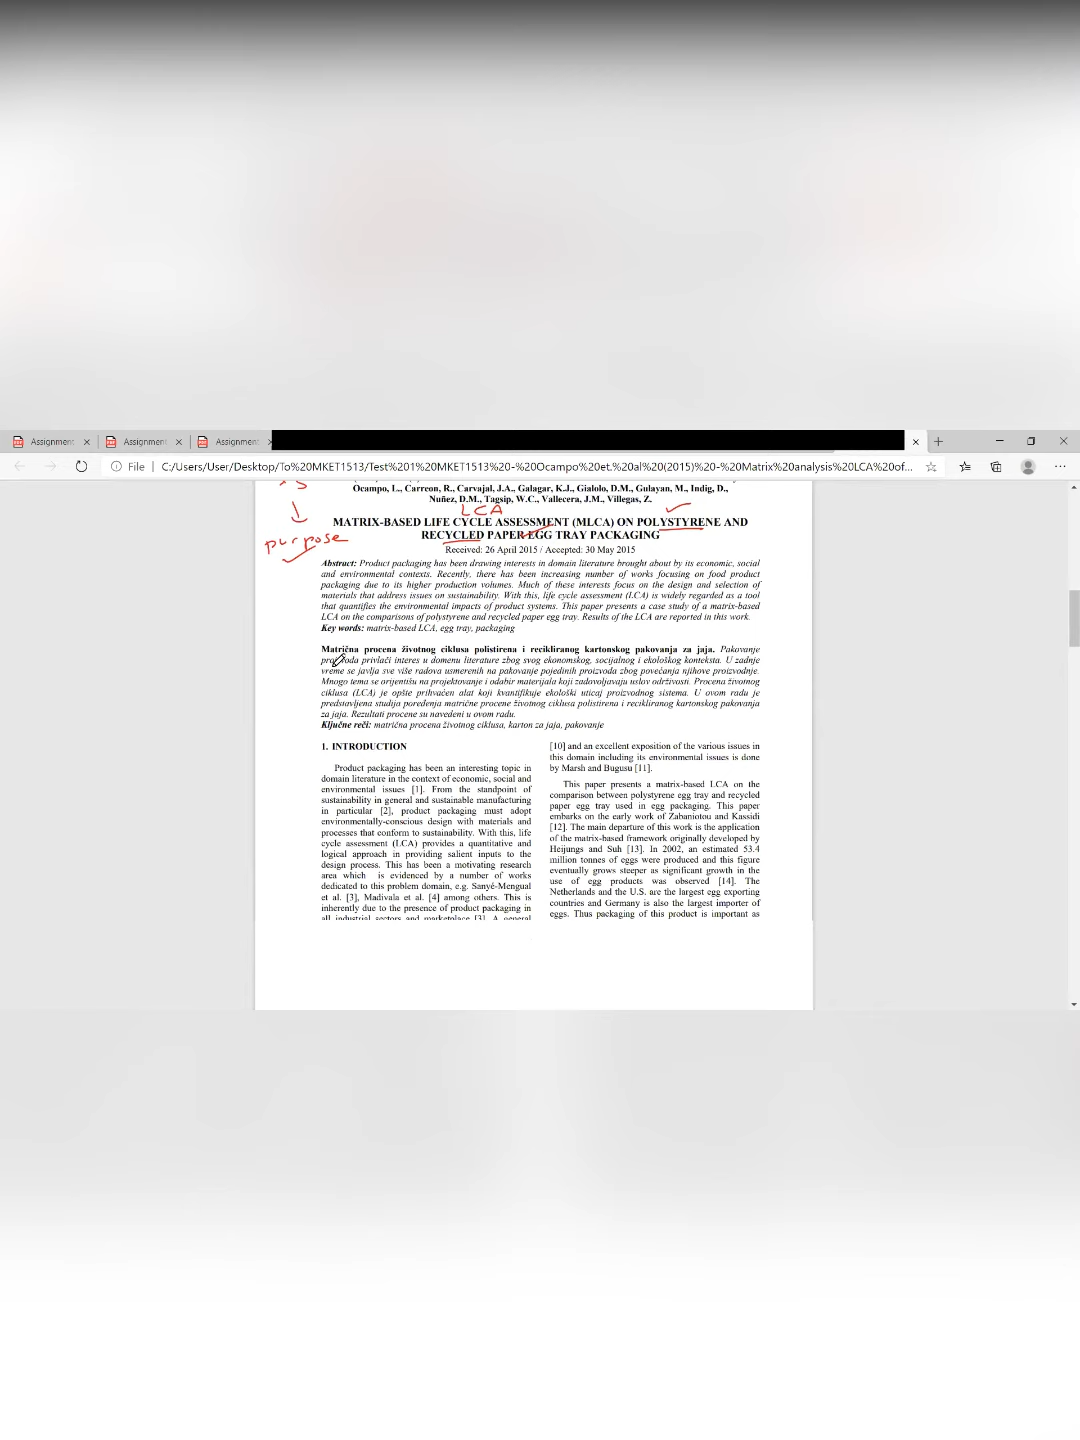 Assignment
Assignment
Assignment
File
C:/Users/User/Desktop/To%20MKET1513/Test%201%20MKET1513%20-%20Ocampo%20et.%20al%20(2015)%20-%20Matrix%20analysis%20LCA%20of...
Ocampo, L., Carreon, R., Carvajal, J.A., Galagar, K.J., Gialolo, D.M., Gulayan, M., Indig, D.,
Nuñez, D.M., Tagsip, W.C., Vallecera, J.M., Villegas, Z.
LCA
MATRIX-BASED LIFE CYCLE ASSESSMENT (MLCA) ON POLYSTYRENE AND
RECYCLED PAPER EGG TRAY PACKAGING
purpose
Received: 26 April 2015 / Accepted: 30 May 2015
Abstract: Product packaging has been drawing interests in domain literature brought about by its economic, social
and environmental contexts. Recently, there has been increasing number of works focusing on food product
packaging due to its higher production volumes. Much of these interests focus on the design and selection of
materials that address issues on sustainability. With this, life cycle assessment (LCA) is widely regarded as a tool
that quantifies the environmental impacts of product systems. This paper presents a case study of a matrix-based
LCA on the comparisons of polystyrene and recycled paper egg tray. Results of the LCA are reported in this work.
Key words: matrix-based LCA, egg tray, packaging
Matrična procena životnog ciklusa polistirena i recikliranog kartonskog pakovanja za jaja. Pakovanje
proizvoda privlači interes u domenu literature zbog svog ekonomskog, socijalnog i ekološkog konteksta. U zadnje
vreme se javlja sve više radova usmerenih na pakovanje pojedinih proizvoda zbog povečanja njihove proizvodnje.
Mnogo tema se orijentišu na projektovanje i odabir materijala koji zadovoljavaju uslov održivosti. Procena životnog
ciklusa (LCA) je opšte prihvaćen alat koji kvantifikuje ekološki uticaj proizvodnog sistema. U ovom radu je
predstavljena studija poređenja matrične procene životnog ciklusa polistirena i recikliranog kartonskog pakovanja
za jaja. Rezultati procene su navedeni u ovom radu.
Ključne reči: matrična procena životnog ciklusa, karton za jaja, pakovanje
1. INTRODUCTION
Product packaging has been an interesting topic in
domain literature in the context of economic, social and
environmental issues [1]. From the standpoint of
sustainability in general and sustainable manufacturing
in particular [2], product packaging must adopt
environmentally-conscious design with materials and
processes that conform to sustainability. With this, life
cycle assessment (LCA) provides a quantitative and
logical approach in providing salient inputs to the
design process. This has been a motivating research
area which is evidenced by a number of works
dedicated to this problem domain, e.g. Sanyé-Mengual
et al. [3], Madivala et al. [4] among others. This is
inherently due to the presence of product packaging in
all industrial sectors and marketplace [3]. A general
[10] and an excellent exposition of the various issues in
this domain including its environmental issues is done
by Marsh and Bugusu [11].
This paper presents a matrix-based LCA on the
comparison between polystyrene egg tray and recycled
paper egg tray used in egg packaging. This paper
embarks on the early work of Zabaniotou and Kassidi
[12]. The main departure of this work is the application
of the matrix-based framework originally developed by
Heijungs and Suh [13]. In 2002, an estimated 53.4
million tonnes of eggs were produced and this figure
eventually grows steeper as significant growth in the
use of egg products was observed [14]. The
Netherlands and the U.S. are the largest egg exporting
countries and Germany is also the largest importer of
eggs. Thus packaging of this product is important as